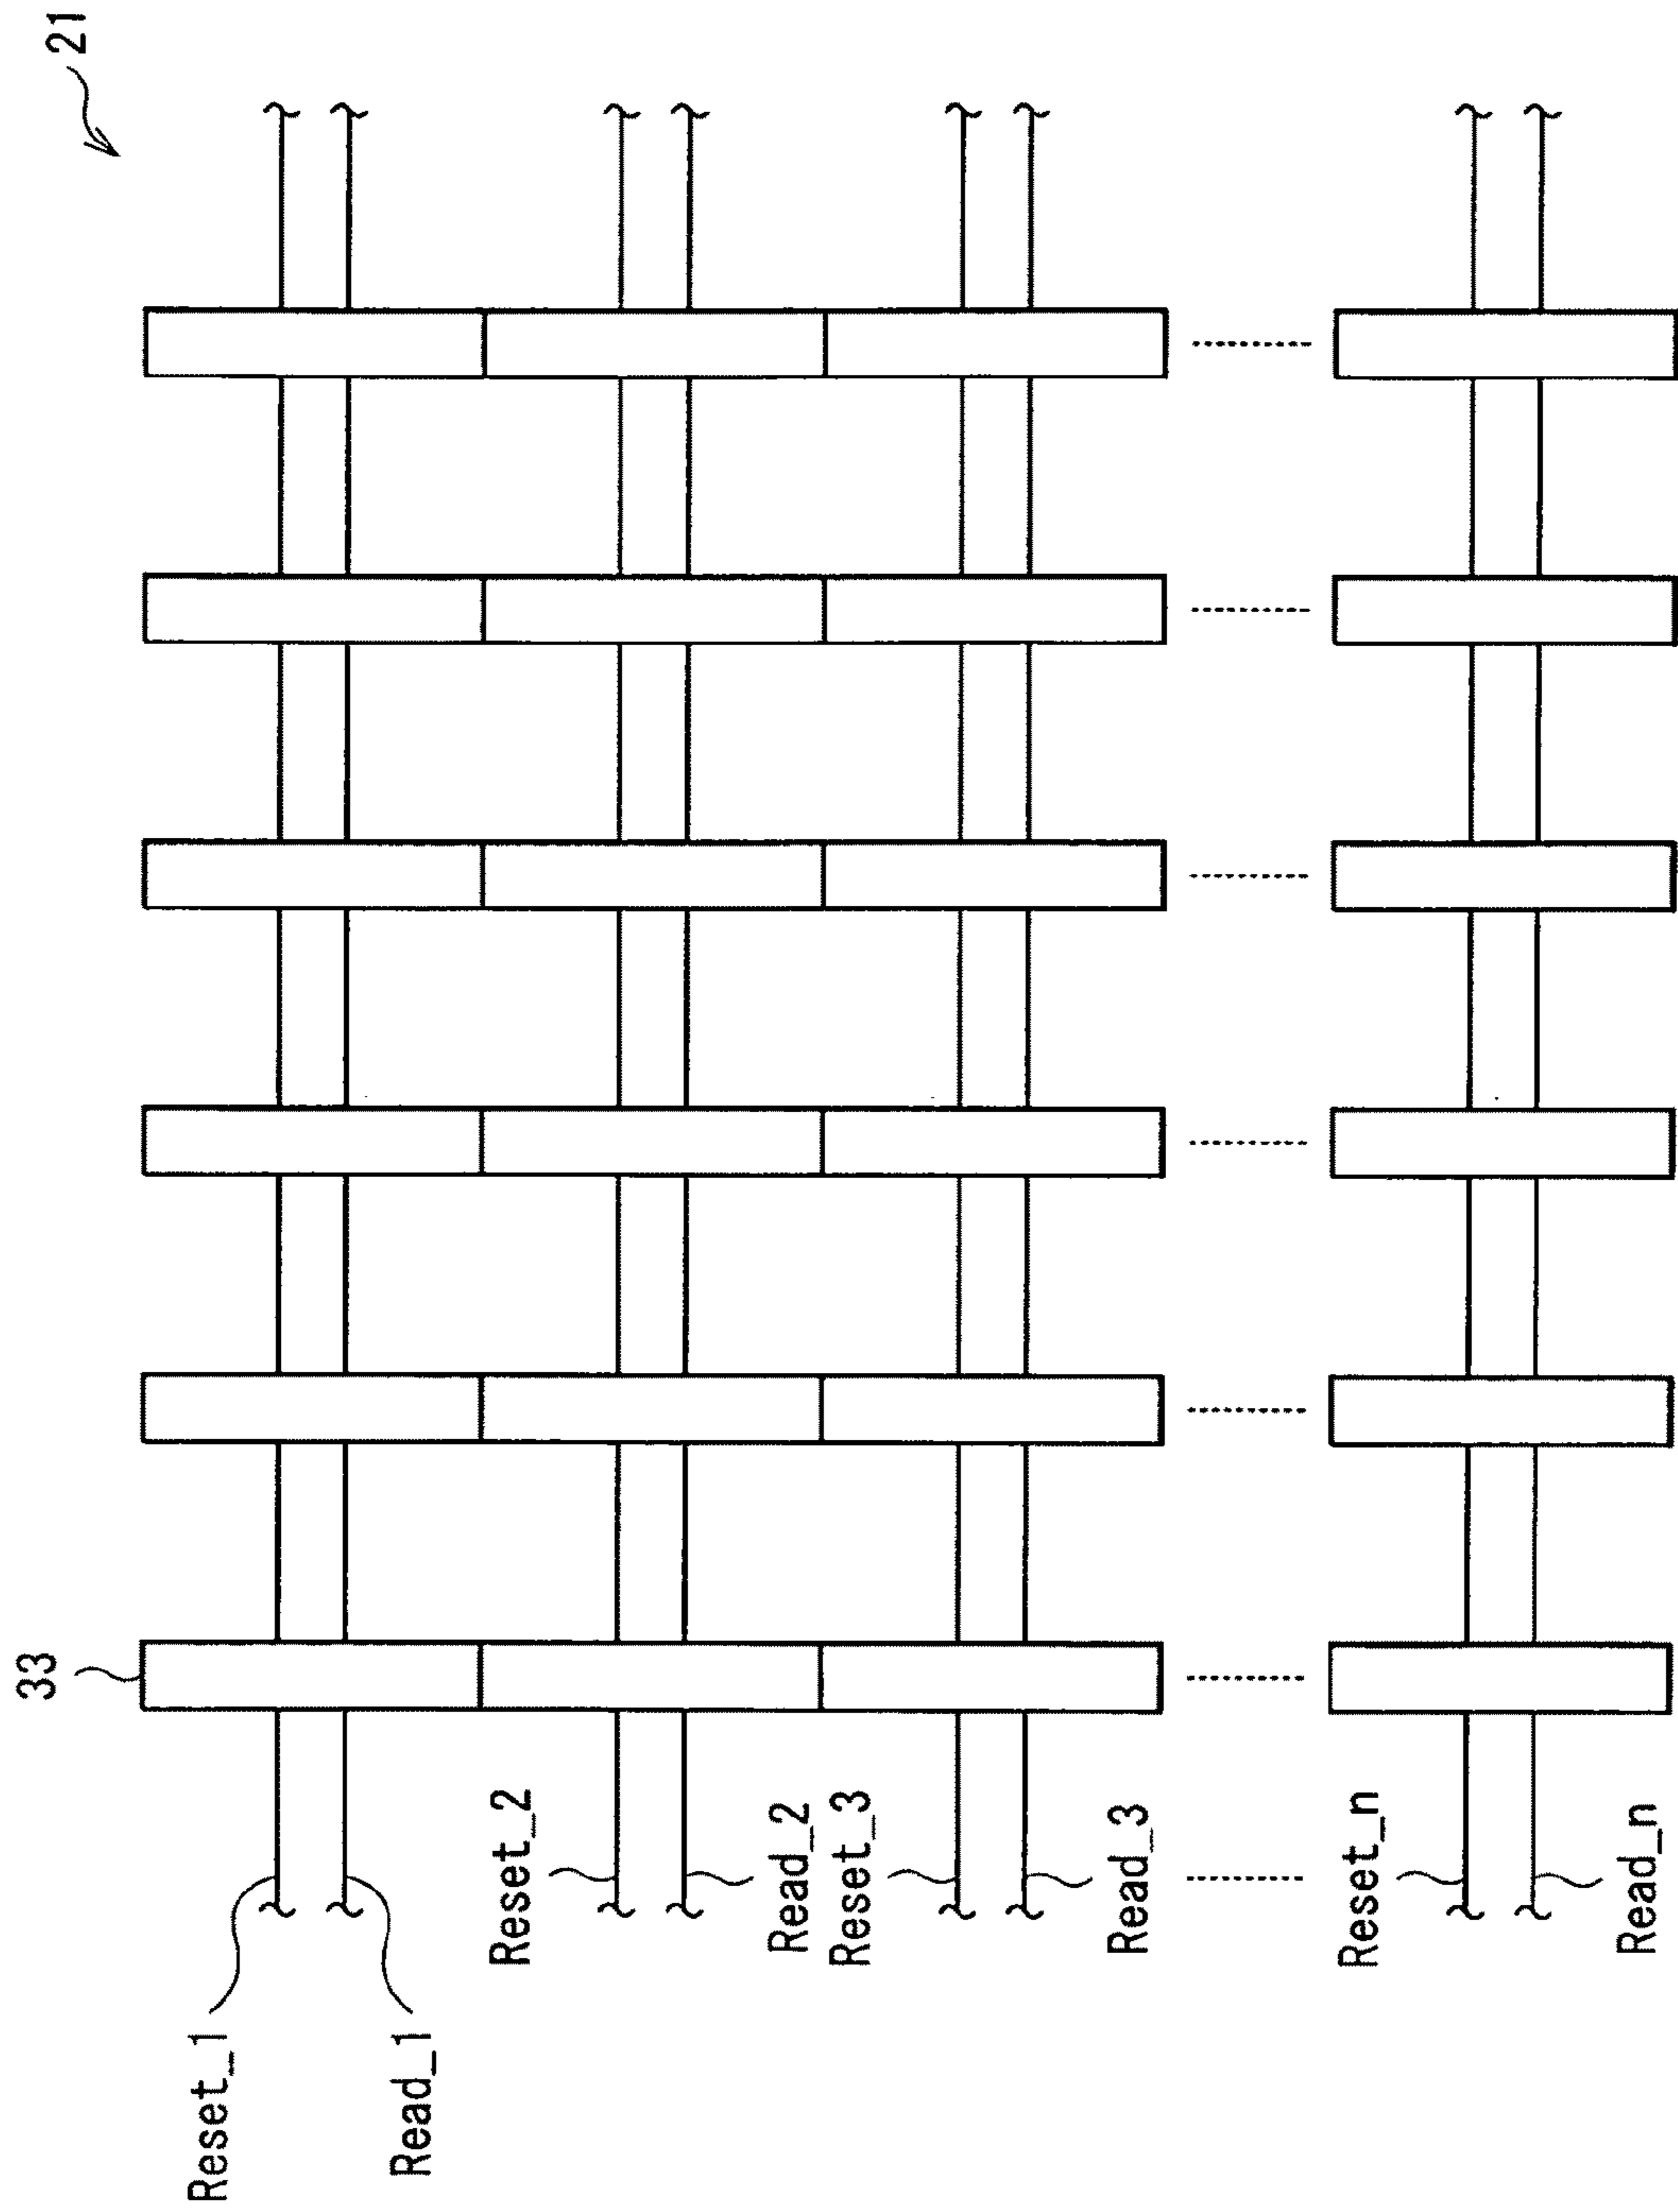 21
33
Reset_1
Read_1
Reset_2
Read_2
Reset_3
Read_3
Reset_n
Read_n